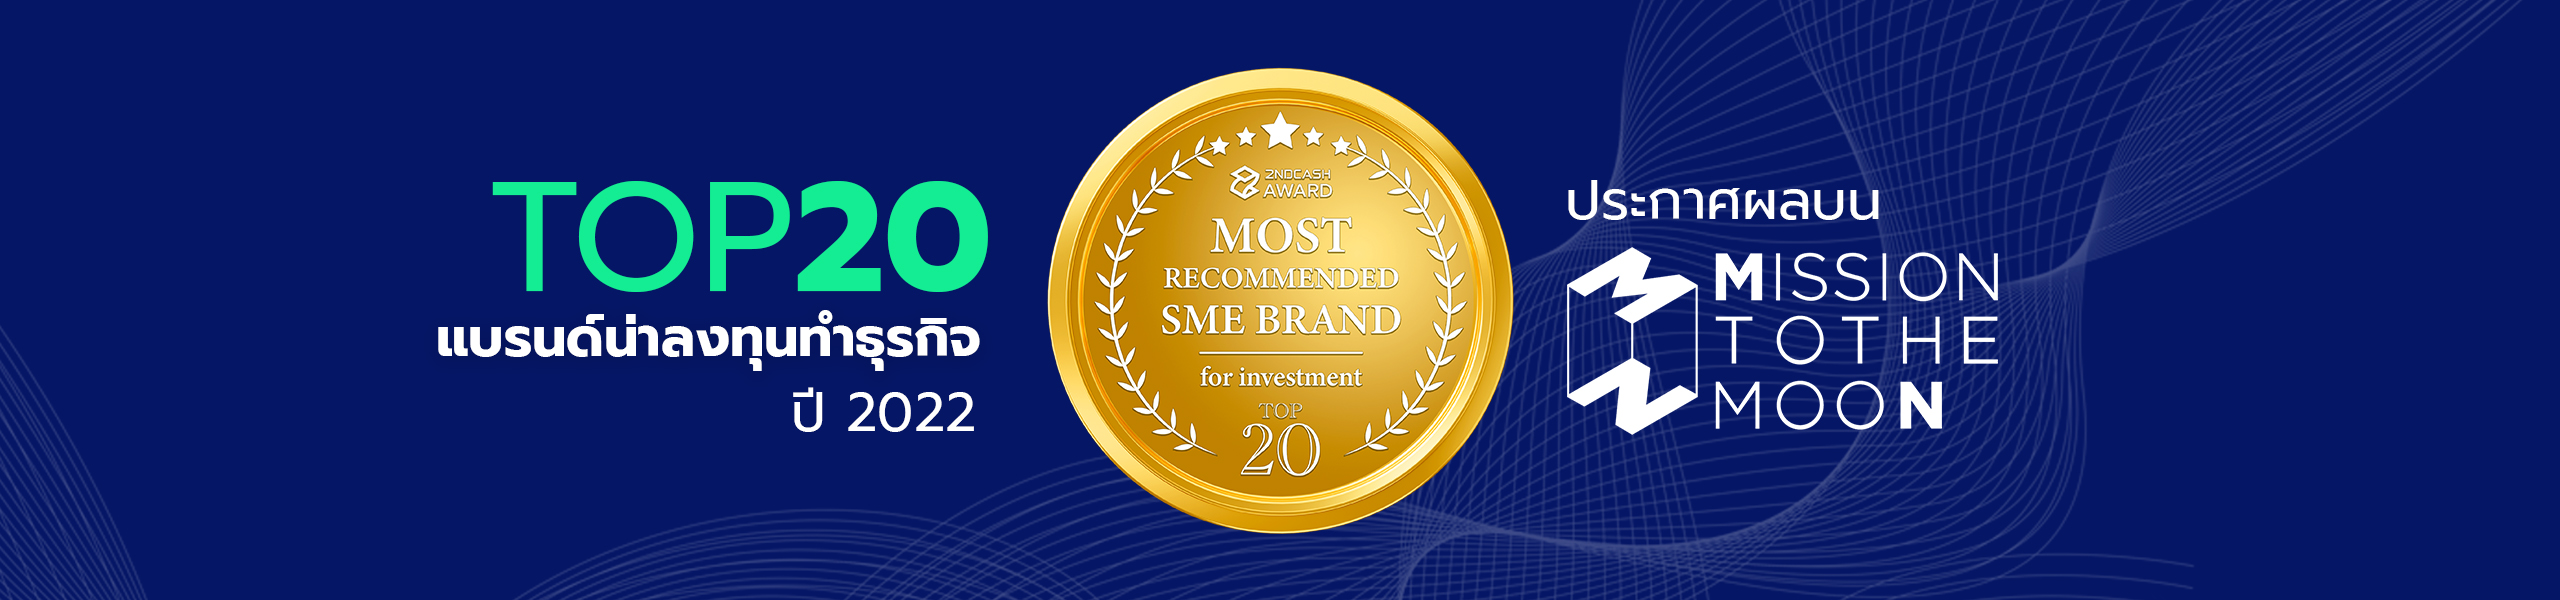 TOP20
แบรนด์น่าลงทุนทำธุรกิจ
ปี 2022
2NDCASH
AWARD
MOST
RECOMMENDED
SME BRAND
for investment
TOP
20
ประกาศผลบน
MISSION
TO THE
MOON